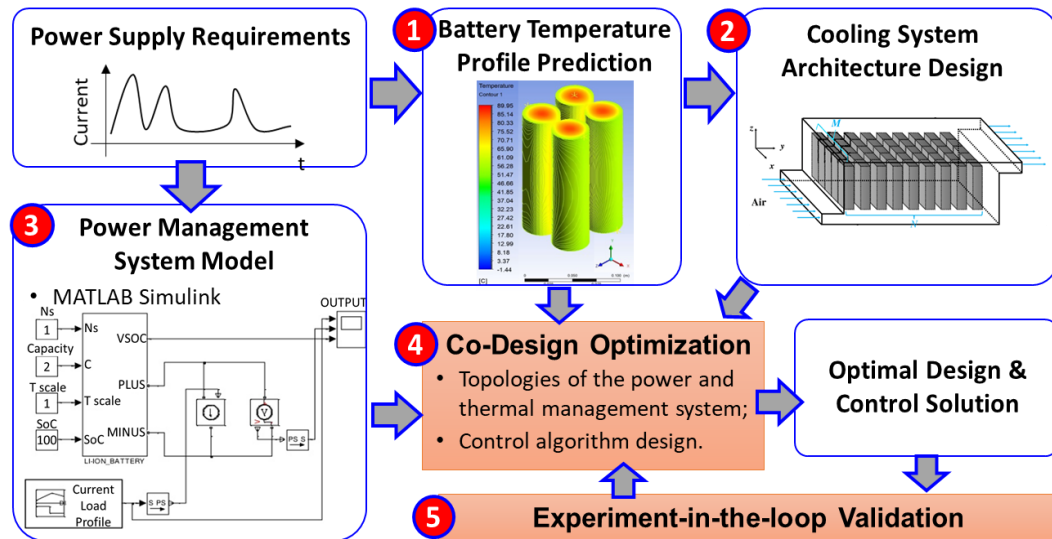 Power Supply Requirements
Current
t
1
Battery Temperature
Profile Prediction
Temperature
Contour 1
89.95
85.14
80.33
75.52
70.71
65.90
61.09
56.28
51.47
46.66
41.85
37.04
32.23
27.42
22.61
17.80
12.99
8.18
3.37
-1.44
[C]
2
Cooling System
Architecture Design
M
z
y
x
Air
N
3
Power Management
System Model
• MATLAB Simulink
Ns
1
Capacity
2
T scale
1
SoC
100
Ns
C
T scale
SoC
VSOC
PLUS
MINUS
LI-ION_BATTERY
OUTPUT
V
PS S
Current
Load
Profile
S PS
4
Co-Design Optimization
• Topologies of the power and
thermal management system;
• Control algorithm design.
Optimal Design &
Control Solution
5
Experiment-in-the-loop Validation